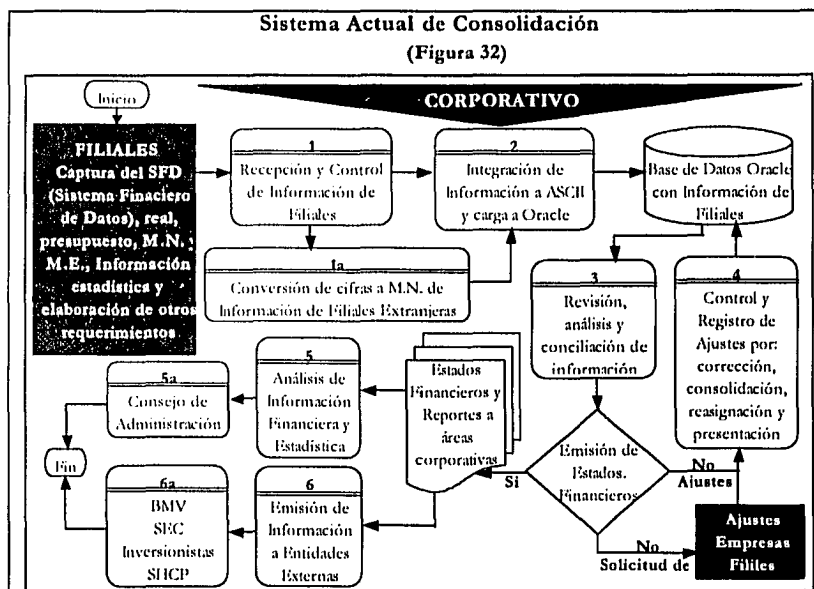 Sistema Actual de Consolidación
(Figura 32)
Inicio
CORPORATIVO
FILIALES
Captura del SFD
(Sistema Finaciero
de Datos), real,
presupuesto, M.N. y
M.E., Información
estadística y
elaboración de otros
requerimientos
1
Recepción y Control
de Información de
Filiales
2
Integración de
Información a ASCII
y carga a Oracle
Base de Datos Oracle
con Información de
Filiales
1a
Conversión de cifras a M.N. de
Información de Filiales Extranjeras
3
Revisión,
análisis y
conciliación de
información
4
Control y
Registro de
Ajustes por:
corrección,
consolidación,
reasignación y
presentación
5a
Consejo de
Administración
5
Análisis de
Información
Financiera y
Estadística
Estados
Financieros y
Reportes a
áreas
corporativas
Emisión de
Estados.
Financieros
Si
No
Ajustes
Fin
6a
BMV
SEC
Inversionistas
SHCP
6
Emisión de
Información
a Entidades
Externas
No
Solicitud de
Ajustes
Empresas
Fililes